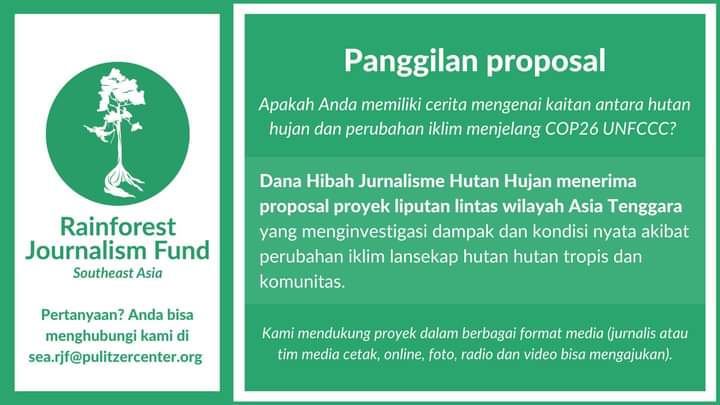 Rainforest
Journalism Fund
Southeast Asia
Pertanyaan? Anda bisa
menghubungi kami di
sea.rjf@pulitzercenter.org
Panggilan proposal
Apakah Anda memiliki cerita mengenai kaitan antara hutan
hujan dan perubahan iklim menjelang COP26 UNFCCC?
Dana Hibah Jurnalisme Hutan Hujan menerima
proposal proyek liputan lintas wilayah Asia Tenggara
yang menginvestigasi dampak dan kondisi nyata akibat
perubahan iklim lansekap hutan hutan tropis dan
komunitas.
Kami mendukung proyek dalam berbagai format media (jurnalis atau
tim media cetak, online, foto, radio dan video bisa mengajukan).